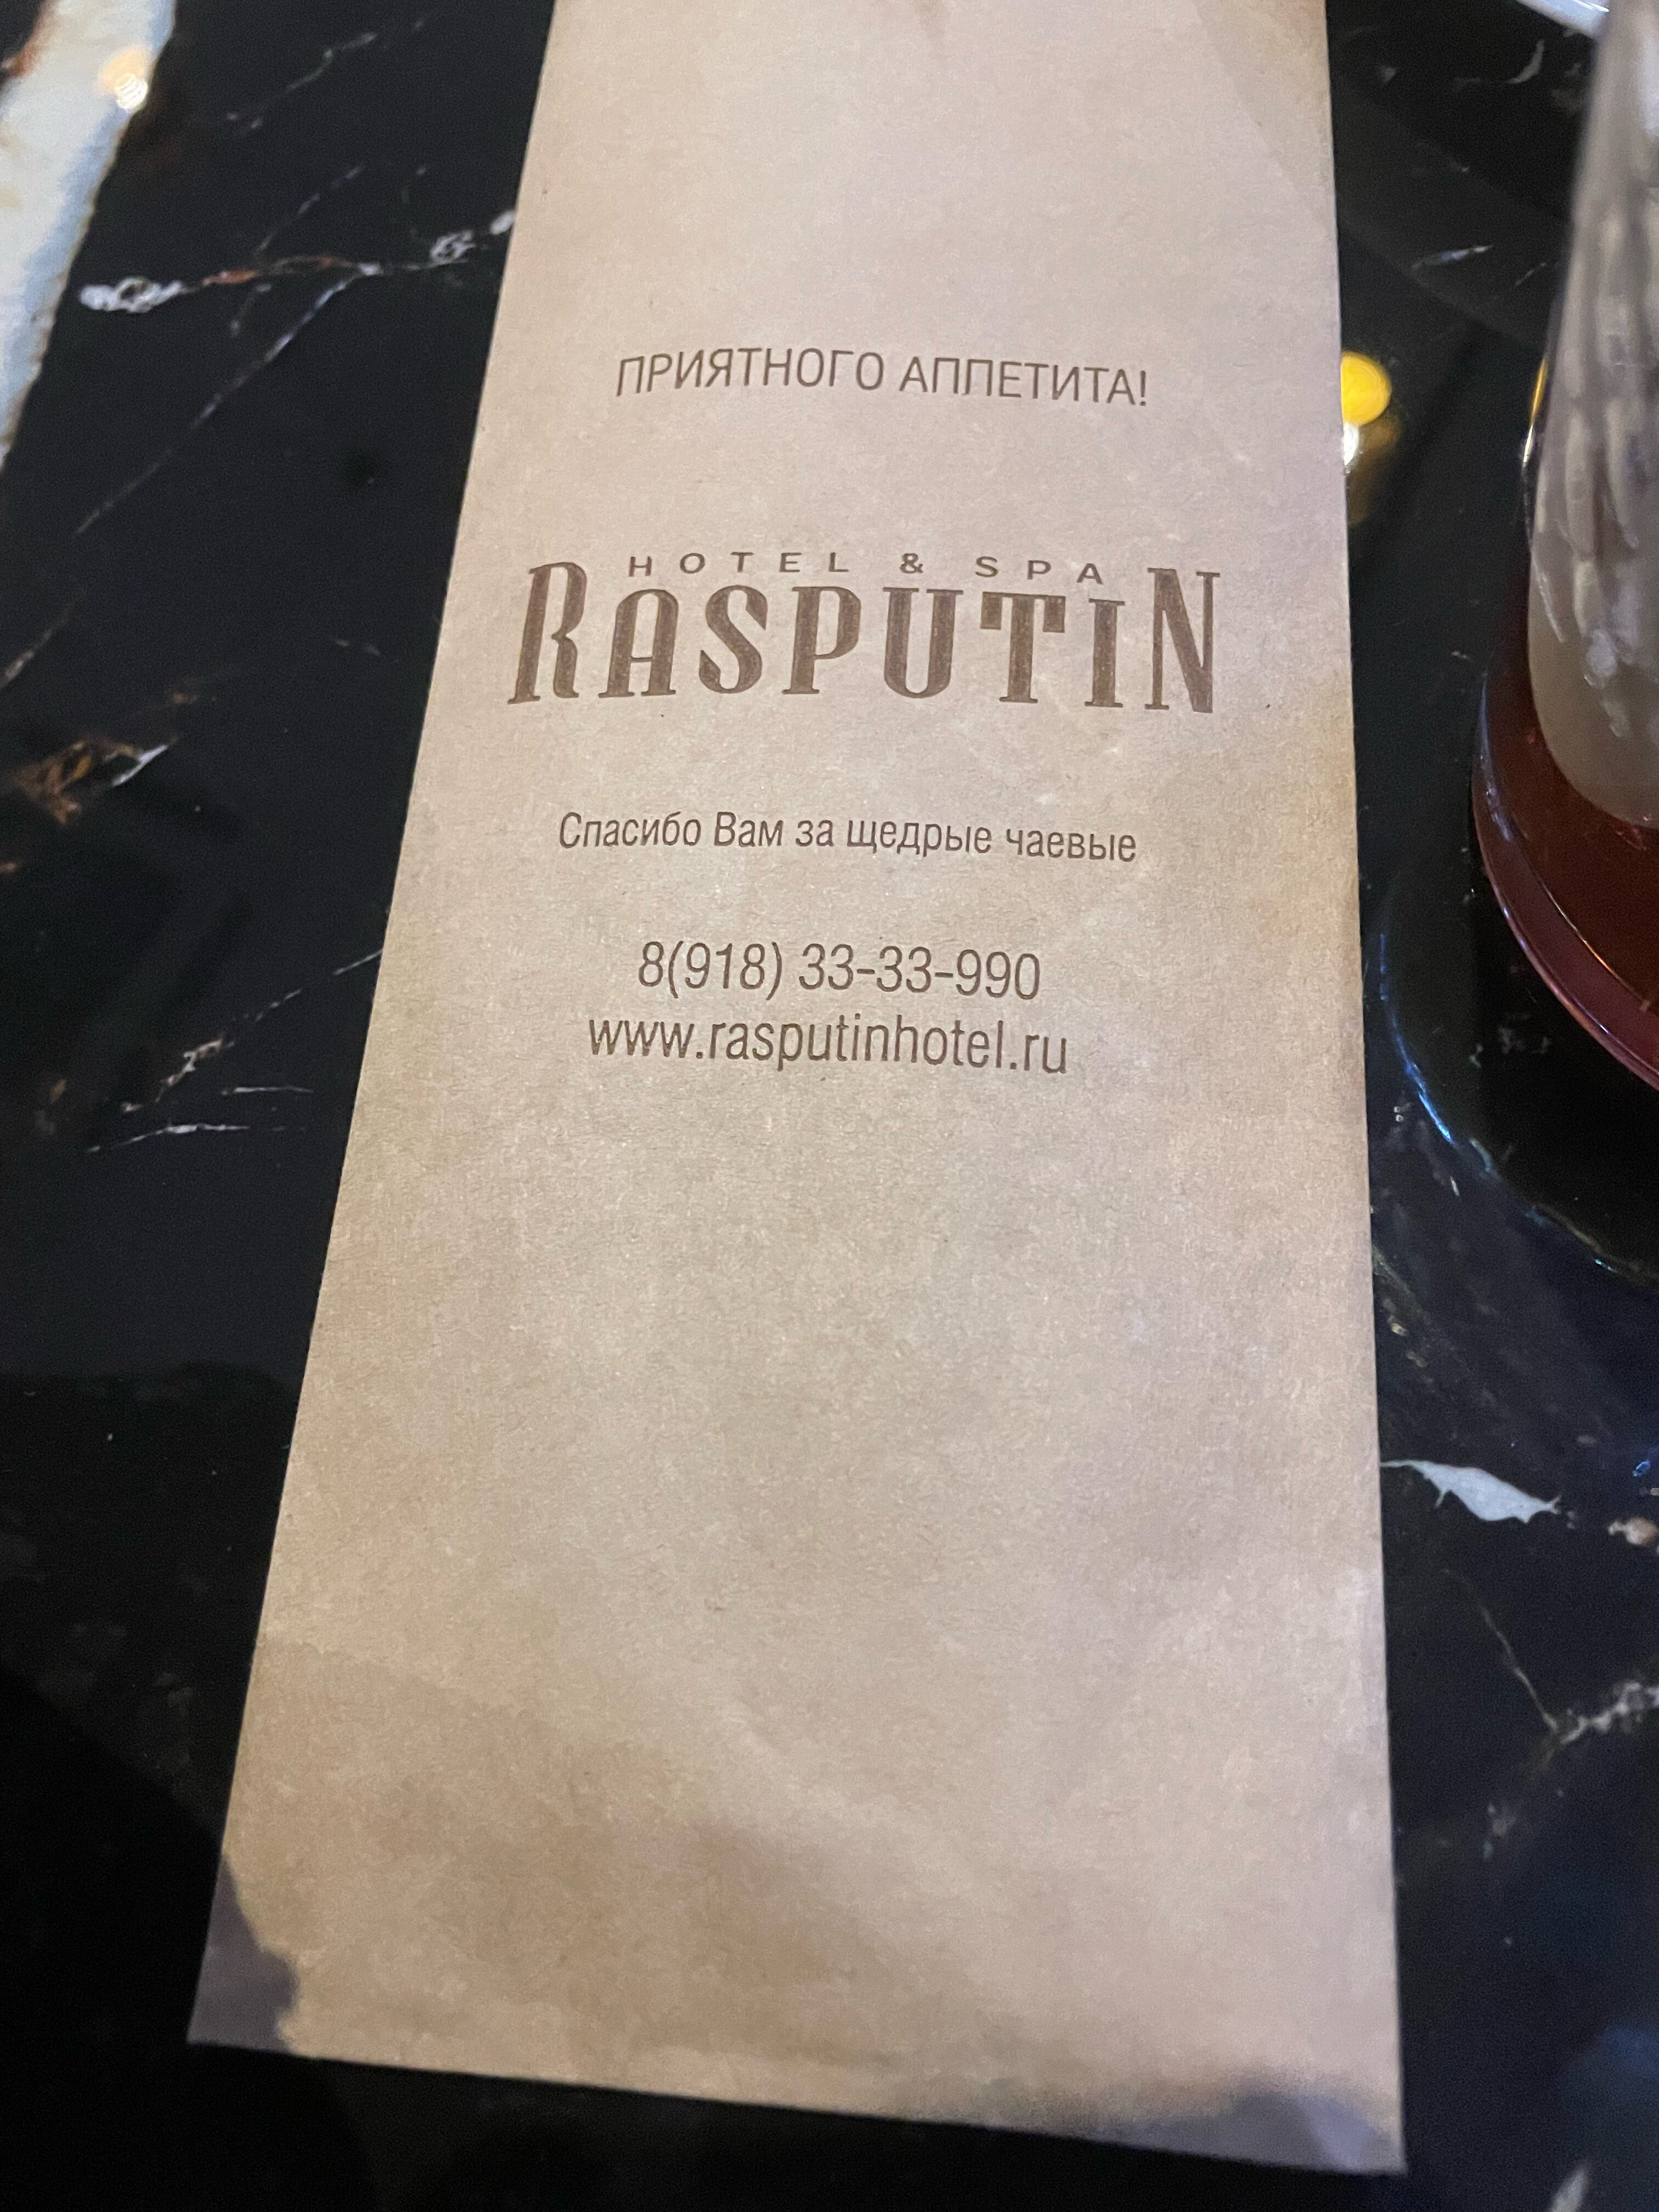 ПРИЯТНОГО АППЕТИТА!
HOTEL & SPA
RASPUTIN
Спасибо Вам за щедрые чаевые
8(918) 33-33-990
www.rasputinhotel.ru